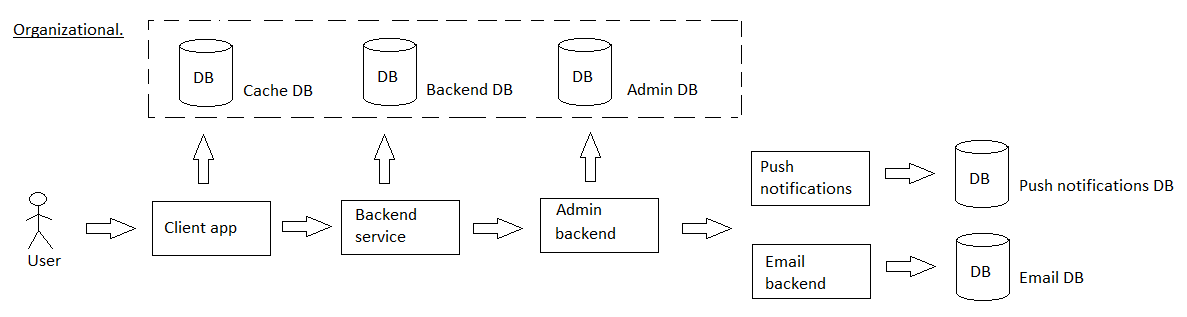 Organizational.
DB
Cache DB
DB
Backend DB
DB
Admin DB
User
Client app
Backend
service
Admin
backend
Push
notifications
DB
Push notifications DB
Email
backend
DB
Email DB